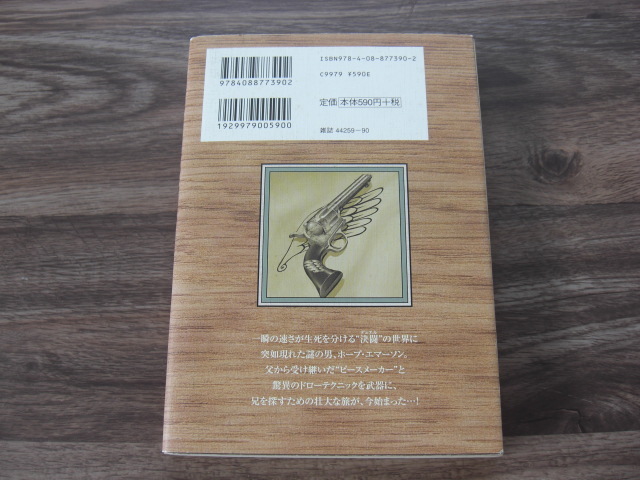 ISBN978-4-08-877390-2
9784088773902
C9979 ¥590E
定価 本体590円+税
1929979005900
雑誌 44259-90
瞬の速さが生死を分ける"決闘"の世界に
突如現れた謎の男、ホープ・エマーソン。
父から受け継いだ"ピースメーカー"と
驚異のドローテクニックを武器に、
兄を探すための壮大な旅が、今始まった…!